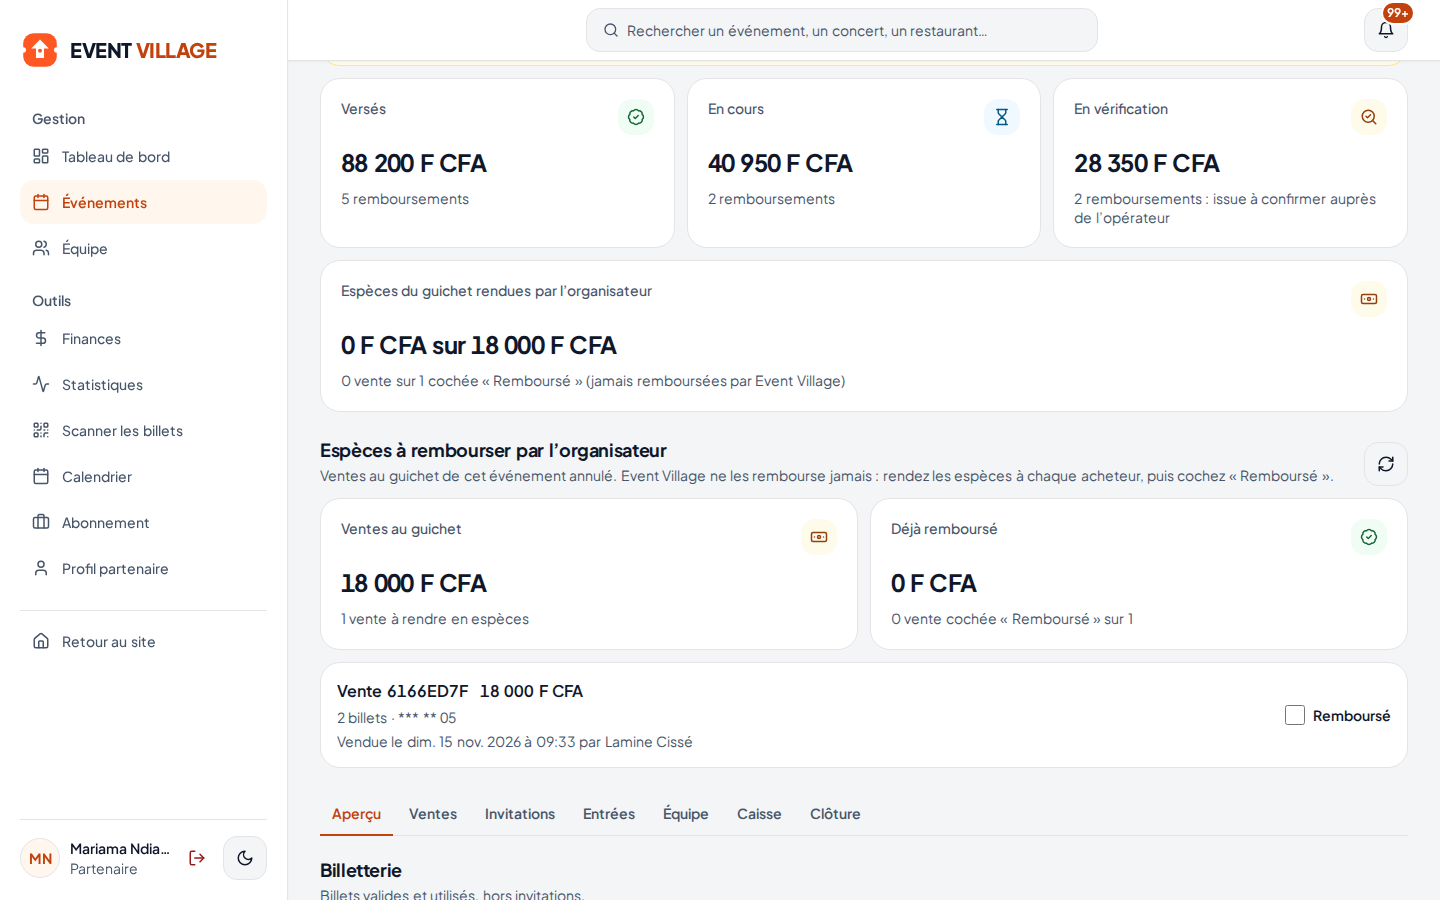 EVENT VILLAGE
Rechercher un événement, un concert, un restaurant...
99+
Gestion
Tableau de bord
Événements
Équipe
Outils
Finances
Statistiques
Scanner les billets
Calendrier
Abonnement
Profil partenaire
Retour au site
MN
Mariama Ndia...
Partenaire
Versés
88 200 F CFA
5 remboursements
En cours
40 950 F CFA
2 remboursements
En vérification
28 350 F CFA
2 remboursements : issue à confirmer auprès
de l’opérateur
Espèces du guichet rendues par l’organisateur
0 F CFA sur 18 000 F CFA
0 vente sur 1 cochée « Remboursé » (jamais remboursées par Event Village)
Espèces à rembourser par l’organisateur
Ventes au guichet de cet événement annulé. Event Village ne les rembourse jamais : rendez les espèces à chaque acheteur, puis cochez « Remboursé ».
Ventes au guichet
18 000 F CFA
1 vente à rendre en espèces
Déjà remboursé
0 F CFA
0 vente cochée « Remboursé » sur 1
Vente 6166ED7F 18 000 F CFA
2 billets · *** ** 05
Vendue le dim. 15 nov. 2026 à 09:33 par Lamine Cissé
Remboursé
Aperçu
Ventes
Invitations
Entrées
Équipe
Caisse
Clôture
Billetterie
Billets valides et utilisés, hors invitations.